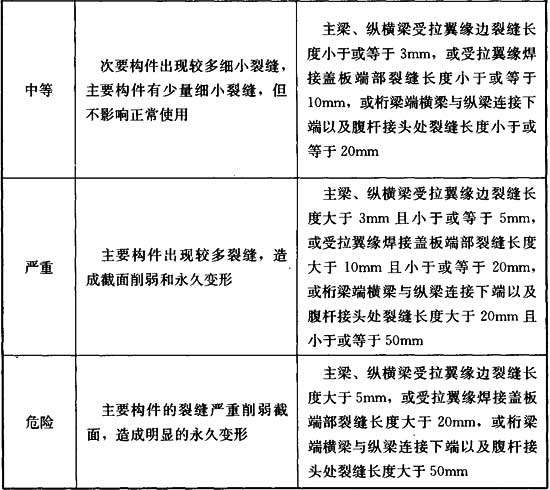 中等
次要构件出现较多细小裂缝，
主要构件有少量细小裂缝，但
不影响正常使用
主梁、纵横梁受拉翼缘边裂缝长
度小于或等于 3mm，或受拉翼缘焊
接盖板端部裂缝长度小于或等于
10mm，或桁梁端横梁与纵梁连接下
端以及腹杆接头处裂缝长度小于或
等于 20mm
严重
主要构件出现较多裂缝，造
成截面削弱和永久变形
主梁、纵横梁受拉翼缘边裂缝长
度大于 3mm 且小于或等于 5mm，
或受拉翼缘焊接盖板端部裂缝长度
大于 10mm 且小于或等于 20mm，
或桁梁端横梁与纵梁连接下端以及
腹杆接头处裂缝长度大于 20mm 且
小于或等于 50mm
危险
主要构件的裂缝严重削弱截
面，造成明显的永久变形
主梁、纵横梁受拉翼缘边裂缝长
度大于 5mm，或受拉翼缘焊接盖板
端部裂缝长度大于 20mm，或桁梁
端横梁与纵梁连接下端以及腹杆接
头处裂缝长度大于 50mm